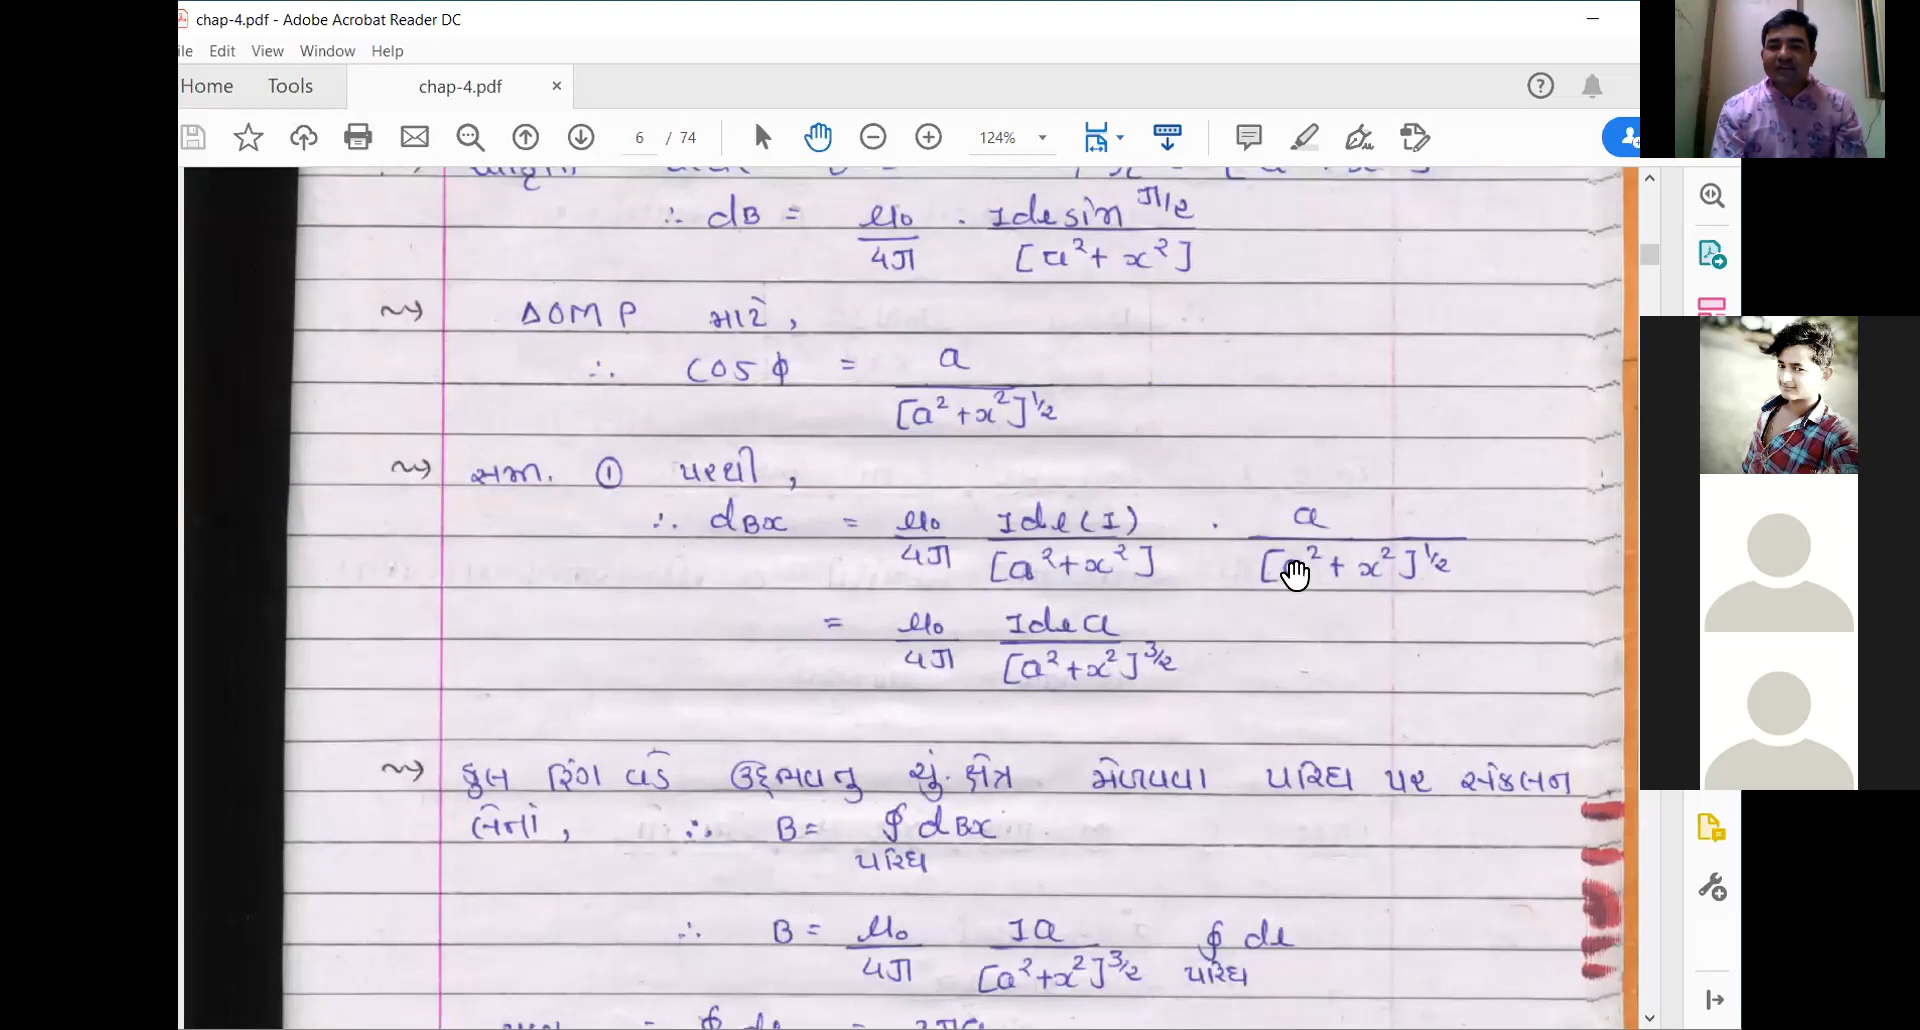 chap-4.pdf - Adobe Acrobat Reader DC
ile Edit View Window Help
Home Tools chap-4.pdf ×
6 / 74 124%
∴ dB = μ₀/4π · Idl sin π/2 / [a² + x²]
ΔOMP માટે,
∴ cos φ = a / [a² + x²]^1/2
સમ. ① પરથી,
∴ dBx = μ₀/4π Idl(1) / [a² + x²] · a / [a² + x²]^1/2
= μ₀/4π Idl a / [a² + x²]^3/2
કુલ રિંગ વડે ઉદ્દભવતુ ચું. ક્ષેત્ર મેળવવા પરિઘ પર સંકલન
લેતાં, ∴ B = ∮ dBx
પરિઘ
∴ B = μ₀/4π Ia / [a² + x²]^3/2 ∮ dl
પરિઘ